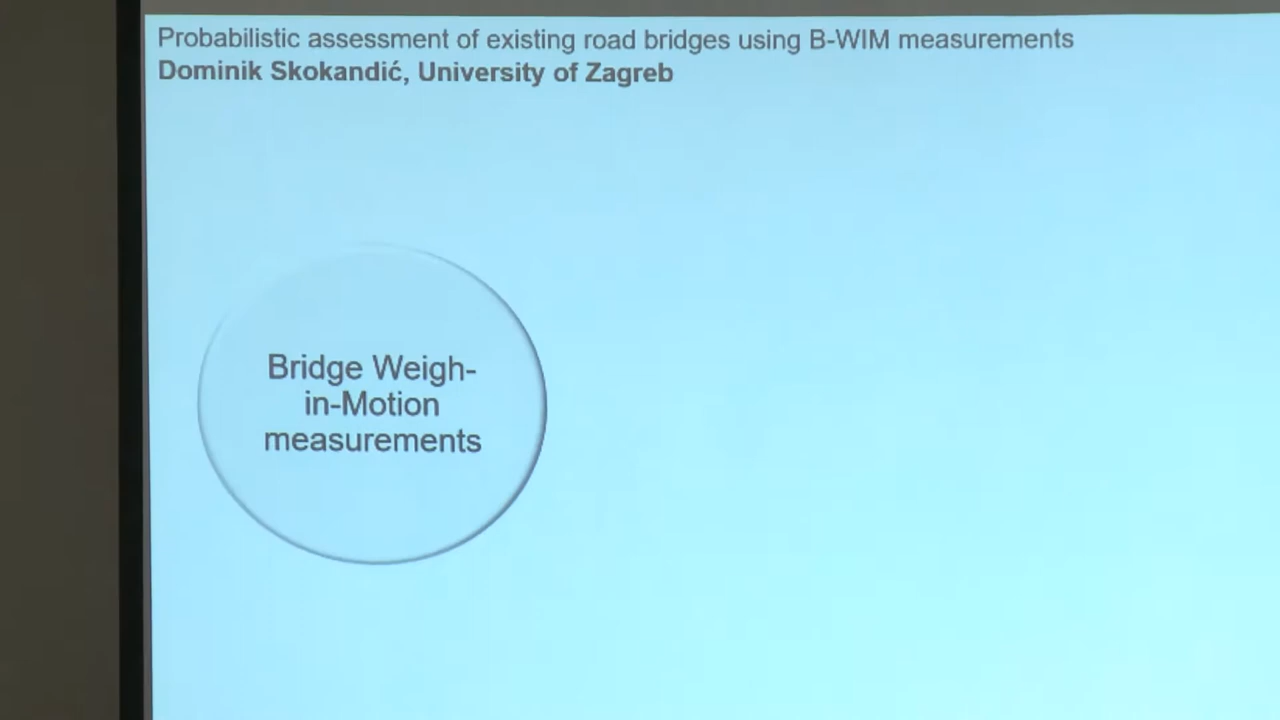 Probabilistic assessment of existing road bridges using B-WIM measurements
Dominik Skokandić, University of Zagreb
Bridge Weigh-
in-Motion
measurements